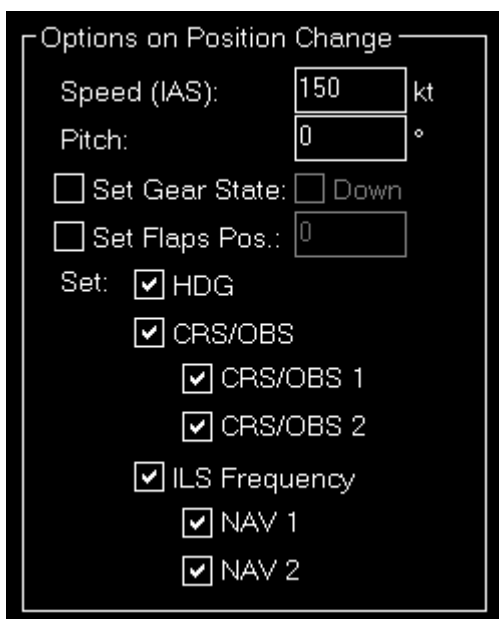 Options on Position Change
Speed (IAS): 150 kt
Pitch: 0 °
Set Gear State: Down
Set Flaps Pos.: 0
Set: HDG
CRS/OBS
CRS/OBS 1
CRS/OBS 2
ILS Frequency
NAV 1
NAV 2